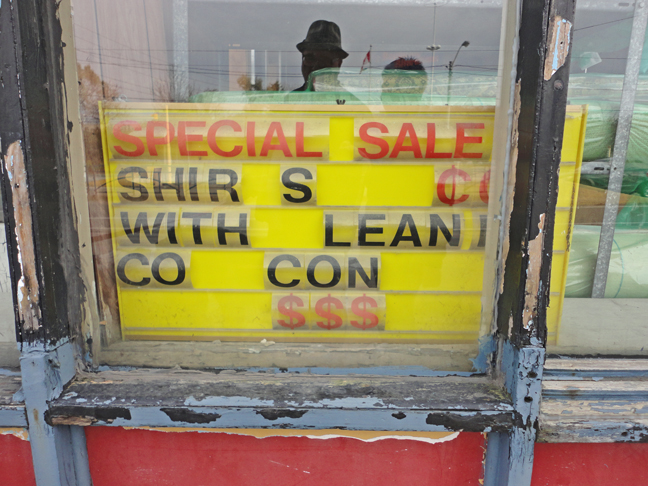 SPECIAL SALE
SHIR S ¢¢
WITH LEAN
CO CON
$$$